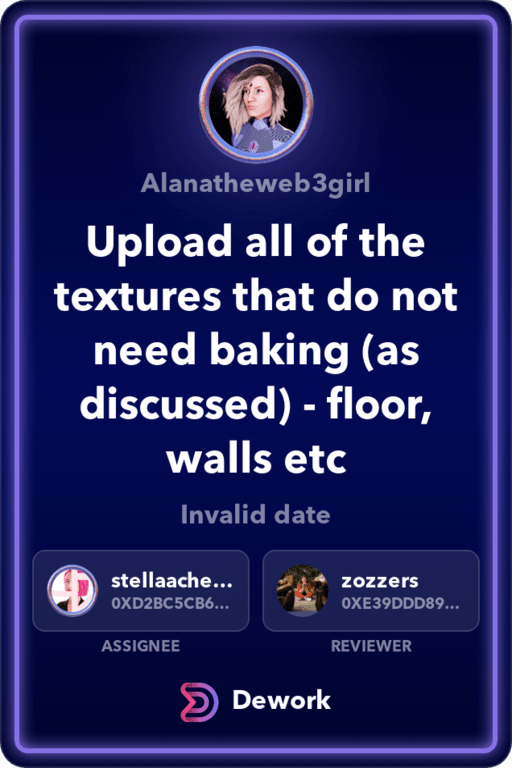 Alanatheweb3girl
Upload all of the
textures that do not
need baking (as
discussed) - floor,
walls etc
Invalid date
stellaache...
0XD2BC5CB6...
zozzers
0XE39DDD89...
ASSIGNEE
REVIEWER
Dework